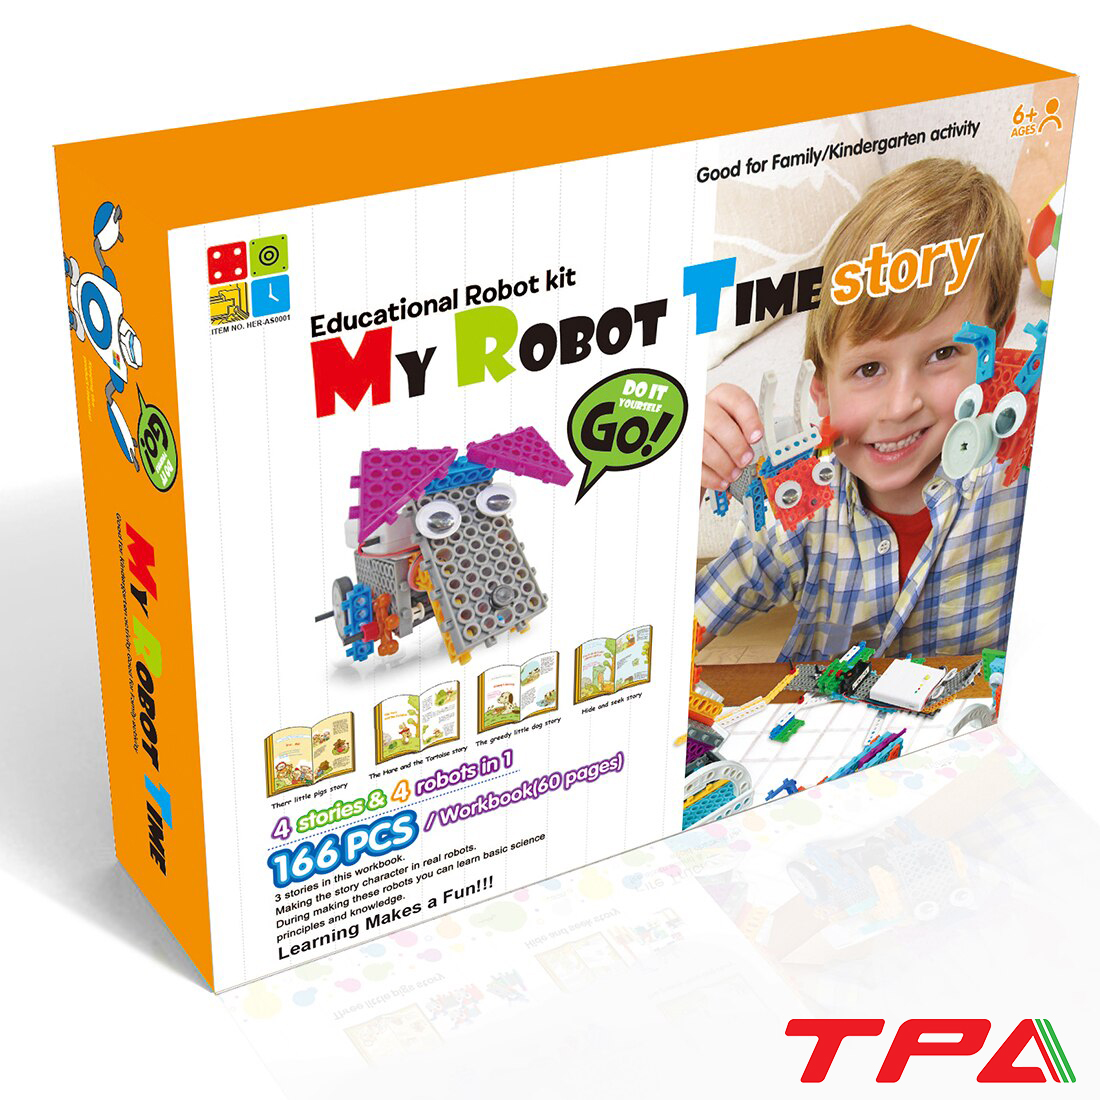 6+
AGES
Good for Family/Kindergarten activity
ITEM NO. HER-AS0001
Educational Robot kit
MY ROBOT TIME story
DO IT
YOURSELF
GO!
Therr little pigs story
The Hare and the Tortoise story
The greedy little dog story
Hide and seek story
4 stories & 4 robots in 1
166PCS / Workbook(60 pages)
3 stories in this workbook.
Making the story character in real robots.
During making these robots you can learn basic science
principles and knowledge.
Learning Makes a Fun!!!
GO!
MY ROBOT TIME
TPA